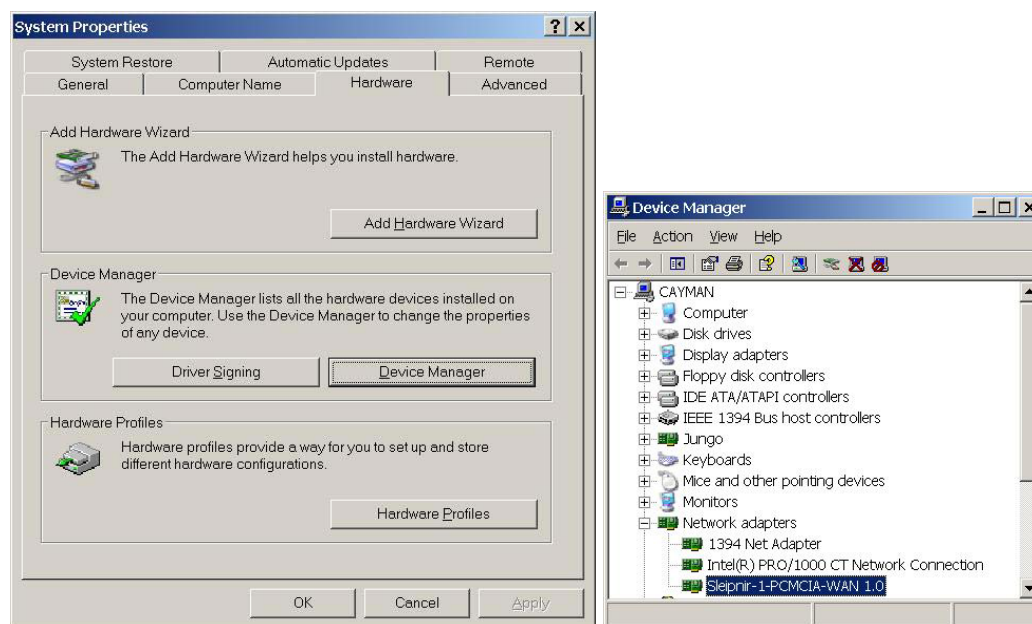 System Properties
System Restore
Automatic Updates
Remote
General
Computer Name
Hardware
Advanced
Add Hardware Wizard
The Add Hardware Wizard helps you install hardware.
Add Hardware Wizard
Device Manager
The Device Manager lists all the hardware devices installed on
your computer. Use the Device Manager to change the properties
of any device.
Driver Signing
Device Manager
Hardware Profiles
Hardware profiles provide a way for you to set up and store
different hardware configurations.
Hardware Profiles
OK
Cancel
Apply
Device Manager
File Action View Help
CAYMAN
Computer
Disk drives
Display adapters
Floppy disk controllers
IDE ATA/ATAPI controllers
IEEE 1394 Bus host controllers
Jungo
Keyboards
Mice and other pointing devices
Monitors
Network adapters
1394 Net Adapter
Intel(R) PRO/1000 CT Network Connection
Sleipnir-1-PCMCIA-WAN 1.0